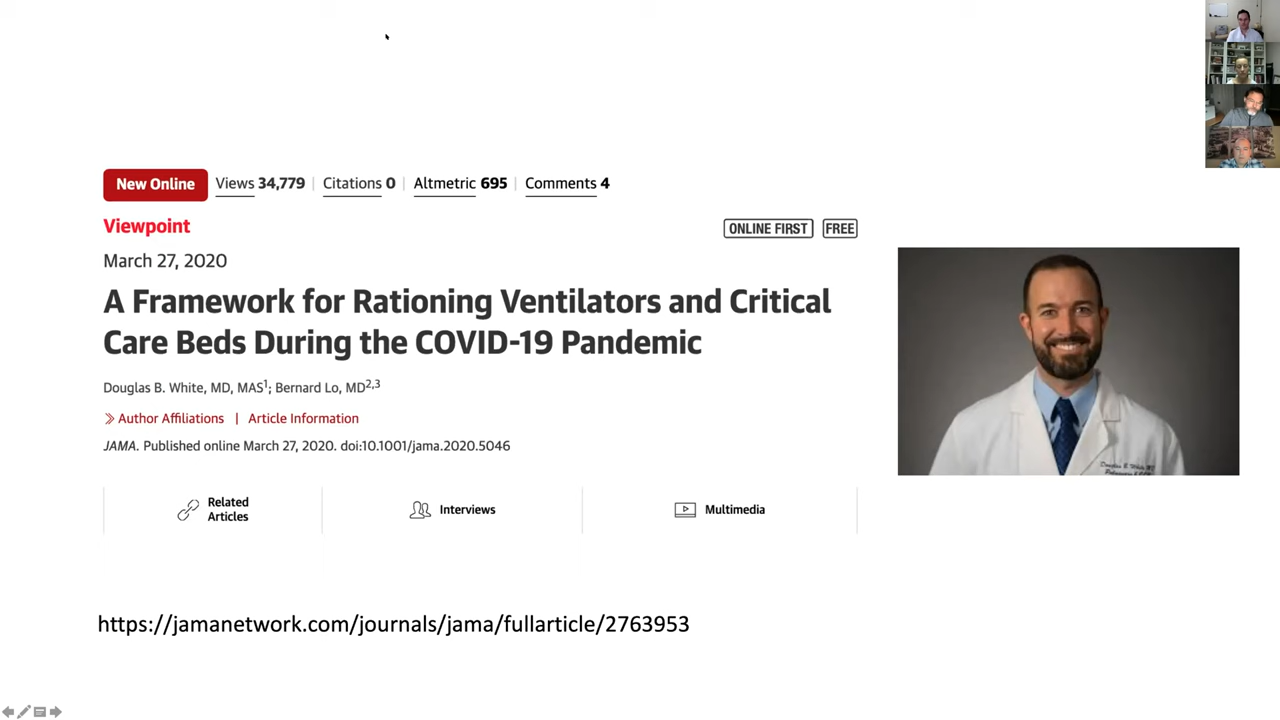 New Online Views 34,779 | Citations 0 | Altmetric 695 | Comments 4
Viewpoint ONLINE FIRST FREE
March 27, 2020
A Framework for Rationing Ventilators and Critical
Care Beds During the COVID-19 Pandemic
Douglas B. White, MD, MAS1; Bernard Lo, MD2,3
Author Affiliations | Article Information
JAMA. Published online March 27, 2020. doi:10.1001/jama.2020.5046
Related
Articles
Interviews
Multimedia
Douglas B. White
https://jamanetwork.com/journals/jama/fullarticle/2763953